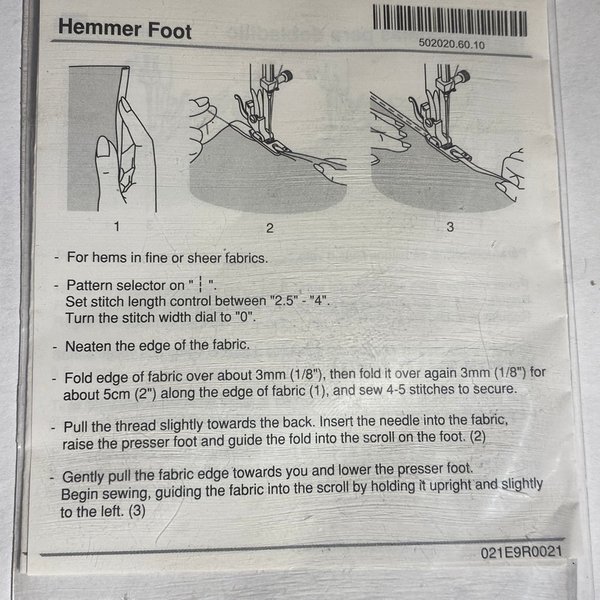 Hemmer Foot
502020.60.10
1
2
3
- For hems in fine or sheer fabrics.
- Pattern selector on " ¦ ".
Set stitch length control between "2.5" - "4".
Turn the stitch width dial to "0".
- Neaten the edge of the fabric.
- Fold edge of fabric over about 3mm (1/8"), then fold it over again 3mm (1/8") for
about 5cm (2") along the edge of fabric (1), and sew 4-5 stitches to secure.
- Pull the thread slightly towards the back. Insert the needle into the fabric,
raise the presser foot and guide the fold into the scroll on the foot. (2)
- Gently pull the fabric edge towards you and lower the presser foot.
Begin sewing, guiding the fabric into the scroll by holding it upright and slightly
to the left. (3)
021E9R0021